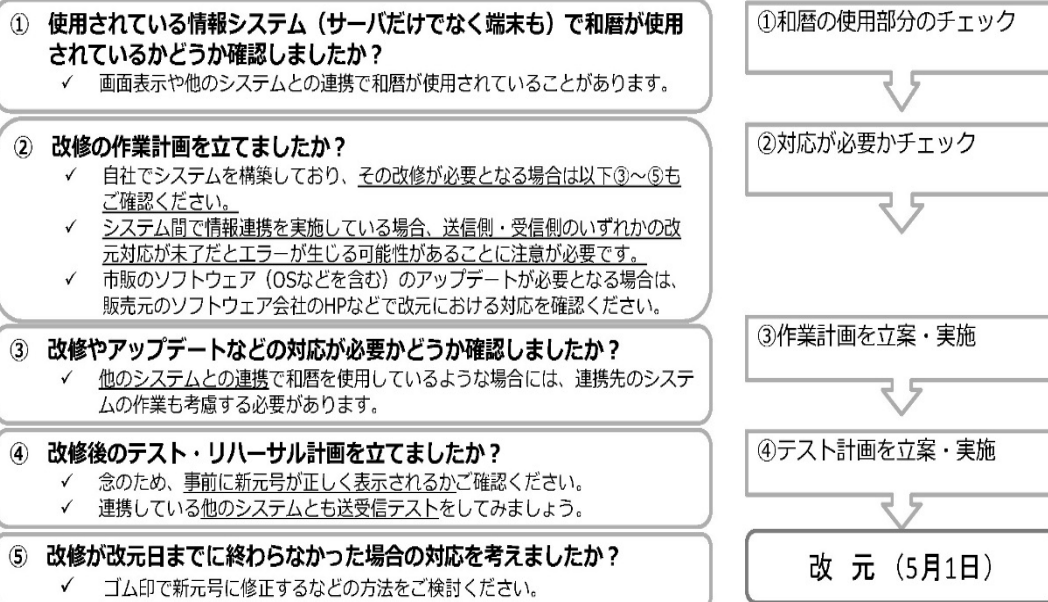 ① 使用されている情報システム（サーバだけでなく端末も）で和暦が使用
されているかどうか確認しましたか？
✓ 画面表示や他のシステムとの連携で和暦が使用されていることがあります。
② 改修の作業計画を立てましたか？
✓ 自社でシステムを構築しており、その改修が必要となる場合は以下③～⑤も
ご確認ください。
✓ システム間で情報連携を実施している場合、送信側・受信側のいずれかの改
元対応が未了だとエラーが生じる可能性があることに注意が必要です。
✓ 市販のソフトウェア（OSなどを含む）のアップデートが必要となる場合は、
販売元のソフトウェア会社のHPなどで改元における対応を確認ください。
③ 改修やアップデートなどの対応が必要かどうか確認しましたか？
✓ 他のシステムとの連携で和暦を使用しているような場合には、連携先のシステ
ムの作業も考慮する必要があります。
④ 改修後のテスト・リハーサル計画を立てましたか？
✓ 念のため、事前に新元号が正しく表示されるかご確認ください。
✓ 連携している他のシステムとも送受信テストをしてみましょう。
⑤ 改修が改元日までに終わらなかった場合の対応を考えましたか？
✓ ゴム印で新元号に修正するなどの方法をご検討ください。
①和暦の使用部分のチェック
②対応が必要かチェック
③作業計画を立案・実施
④テスト計画を立案・実施
改 元（5月1日）